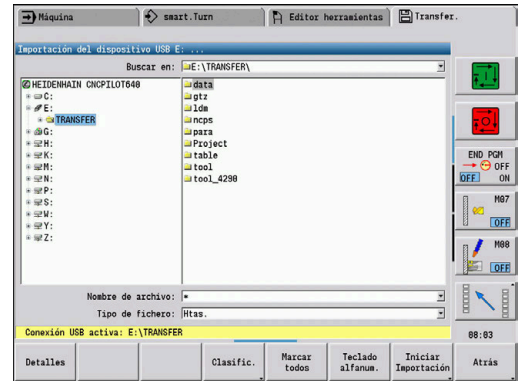 Máquina
smart.Turn
Editor herramientas
Transfer.
Importación del dispositivo USB E: ...
Buscar en: E:\TRANSFER\
HEIDENHAIN CNCPILOT640
C:
E:
TRANSFER
G:
H:
K:
M:
N:
P:
S:
W:
Y:
Z:
data
gtz
ldm
ncps
para
Project
table
tool
tool_4290
Nombre de archivo: *
Tipo de fichero: Htas.
Conexión USB activa: E:\TRANSFER
I
O
END PGM
OFF
OFF ON
M07
OFF
M08
OFF
08:03
Detalles
Clasific.
Marcar todos
Teclado alfanum.
Iniciar Importación
Atrás